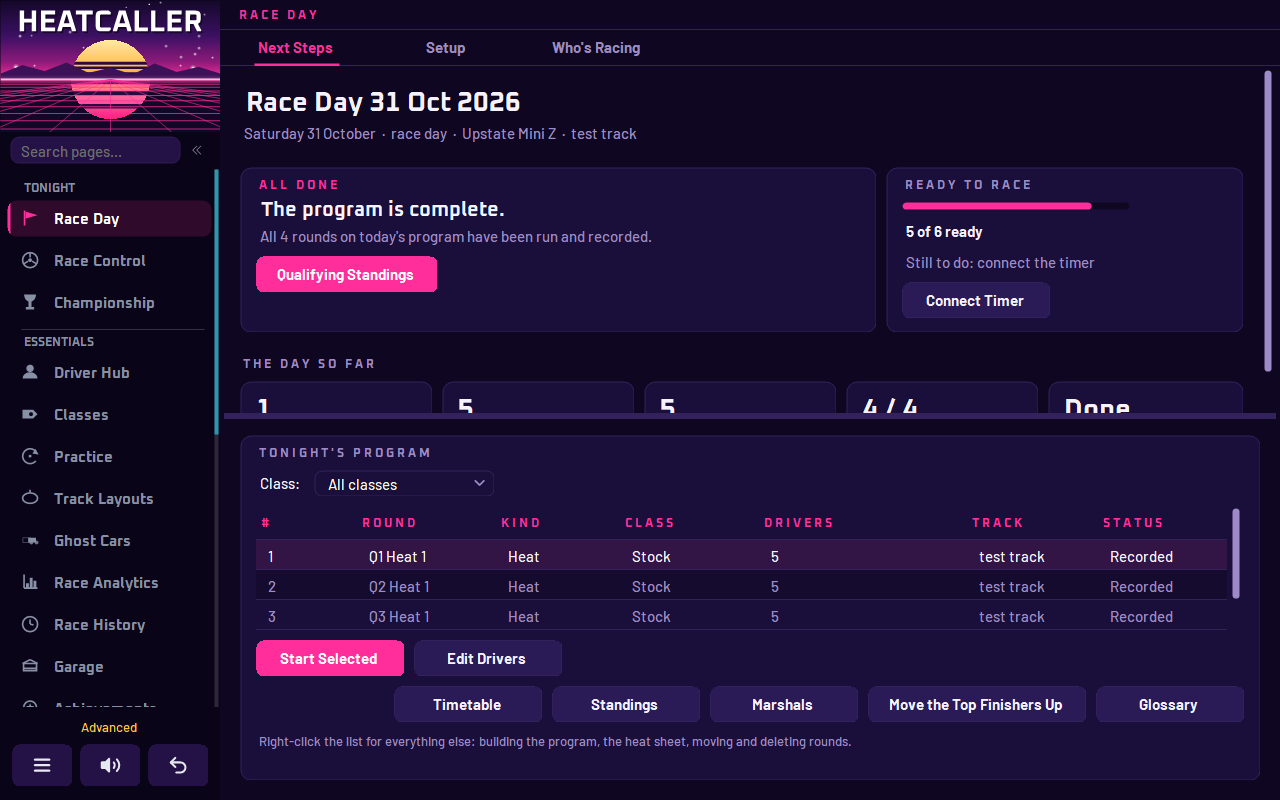 HEATCALLER
Search pages...
TONIGHT
Race Day
Race Control
Championship
ESSENTIALS
Driver Hub
Classes
Practice
Track Layouts
Ghost Cars
Race Analytics
Race History
Garage
Achievements
Advanced
RACE DAY
Next Steps
Setup
Who's Racing
Race Day 31 Oct 2026
Saturday 31 October · race day · Upstate Mini Z · test track
ALL DONE
The program is complete.
All 4 rounds on today's program have been run and recorded.
Qualifying Standings
READY TO RACE
5 of 6 ready
Still to do: connect the timer
Connect Timer
THE DAY SO FAR
1 5 5 4 / 4 Done
TONIGHT'S PROGRAM
Class: All classes
# ROUND KIND CLASS DRIVERS TRACK STATUS
1 Q1 Heat 1 Heat Stock 5 test track Recorded
2 Q2 Heat 1 Heat Stock 5 test track Recorded
3 Q3 Heat 1 Heat Stock 5 test track Recorded
Start Selected Edit Drivers
Timetable Standings Marshals Move the Top Finishers Up Glossary
Right-click the list for everything else: building the program, the heat sheet, moving and deleting rounds.